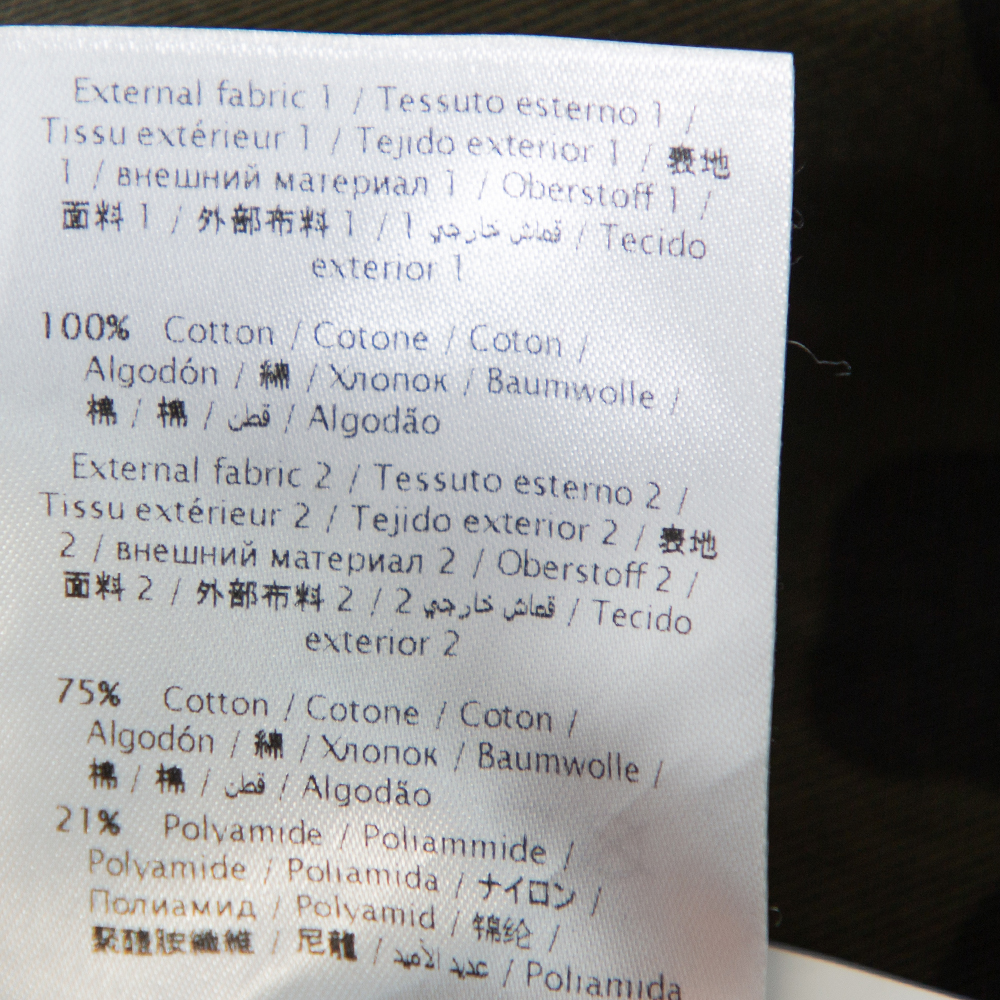 External fabric 1 / Tessuto esterno 1 /
Tissu extérieur 1 / Tejido exterior 1 / 表地
1 / внешний материал 1 / Oberstoff 1 /
面料 1 / 外部布料 1 / 1 قماش خارجي / Tecido
exterior 1
100% Cotton / Cotone / Coton /
Algodón / 綿 / Хлопок / Baumwolle /
棉 / 棉 / قطن / Algodão
External fabric 2 / Tessuto esterno 2 /
Tissu extérieur 2 / Tejido exterior 2 / 表地
2 / внешний материал 2 / Oberstoff 2 /
面料 2 / 外部布料 2 / 2 قماش خارجي / Tecido
exterior 2
75% Cotton / Cotone / Coton /
Algodón / 綿 / Хлопок / Baumwolle /
棉 / 棉 / قطن / Algodão
21% Polyamide / Poliammide /
Polyamide / Poliamida / ナイロン /
Полиамид / Polyamid / 锦纶 /
聚醯胺纖維 / 尼龍 / عديد الأميد / Poliamida